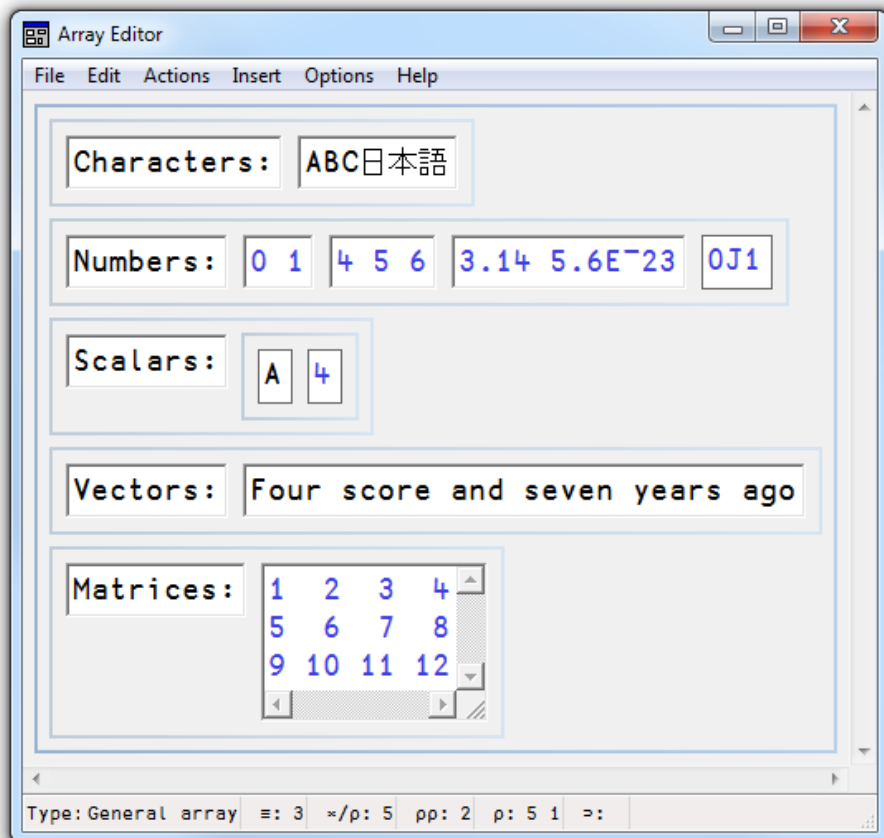 Array Editor
File Edit Actions Insert Options Help
Characters: ABC日本語
Numbers: 0 1 4 5 6 3.14 5.6E¯23 0J1
Scalars: A 4
Vectors: Four score and seven years ago
Matrices: 1 2 3 4
5 6 7 8
9 10 11 12
Type: General array ≡: 3 ×/⍴: 5 ⍴⍴: 2 ⍴: 5 1 ⊃: